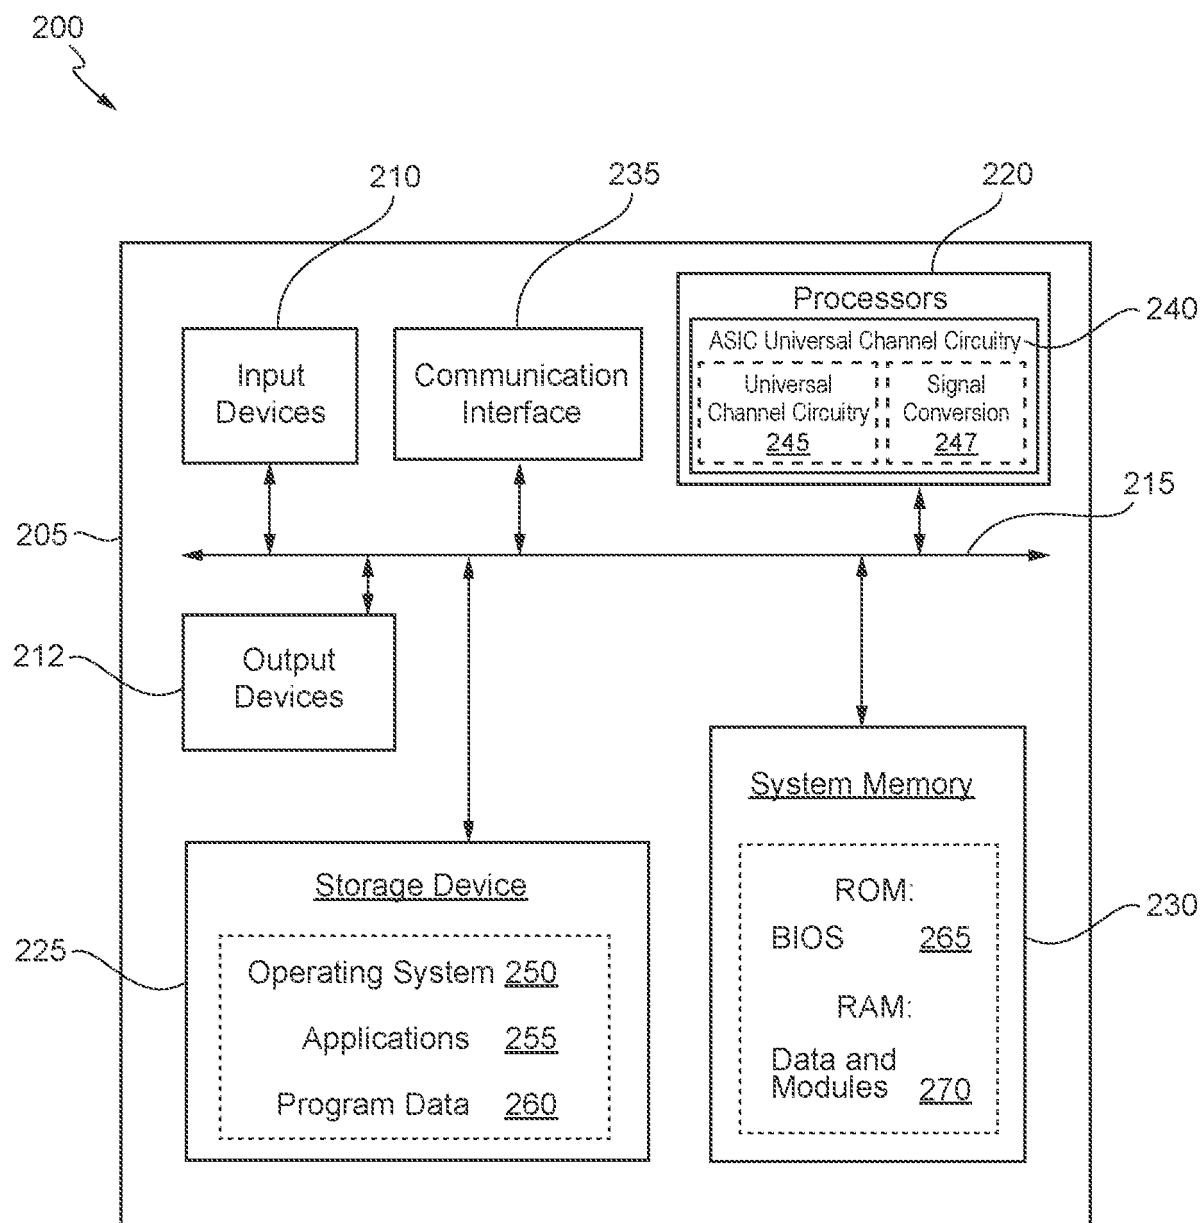 200
210
235
220
Processors
240
ASIC Universal Channel Circuitry
Input
Devices
Communication
Interface
Universal
Channel Circuitry
245
Signal
Conversion
247
215
205
212
Output
Devices
System Memory
Storage Device
ROM:
BIOS 265
230
225
Operating System 250
RAM:
Applications 255
Data and
Modules 270
Program Data 260